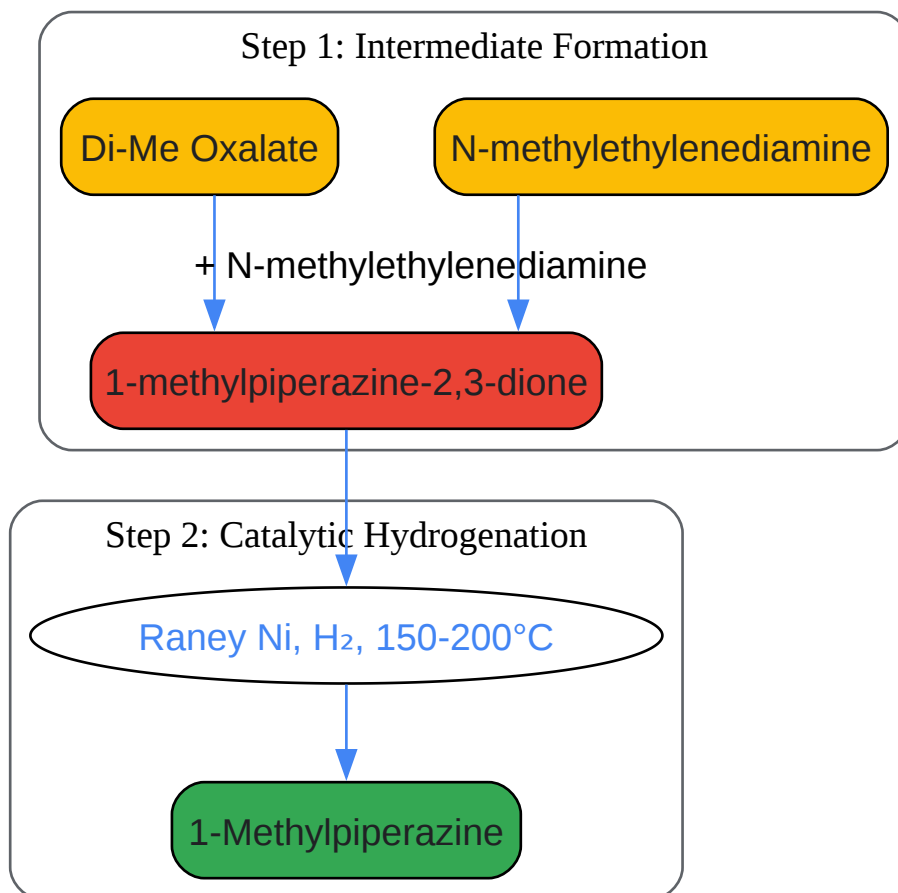 Step 1: Intermediate Formation
Di-Me Oxalate
N-methylethylenediamine
+ N-methylethylenediamine
1-methylpiperazine-2,3-dione
Step 2: Catalytic Hydrogenation
Raney Ni, H₂, 150-200°C
1-Methylpiperazine